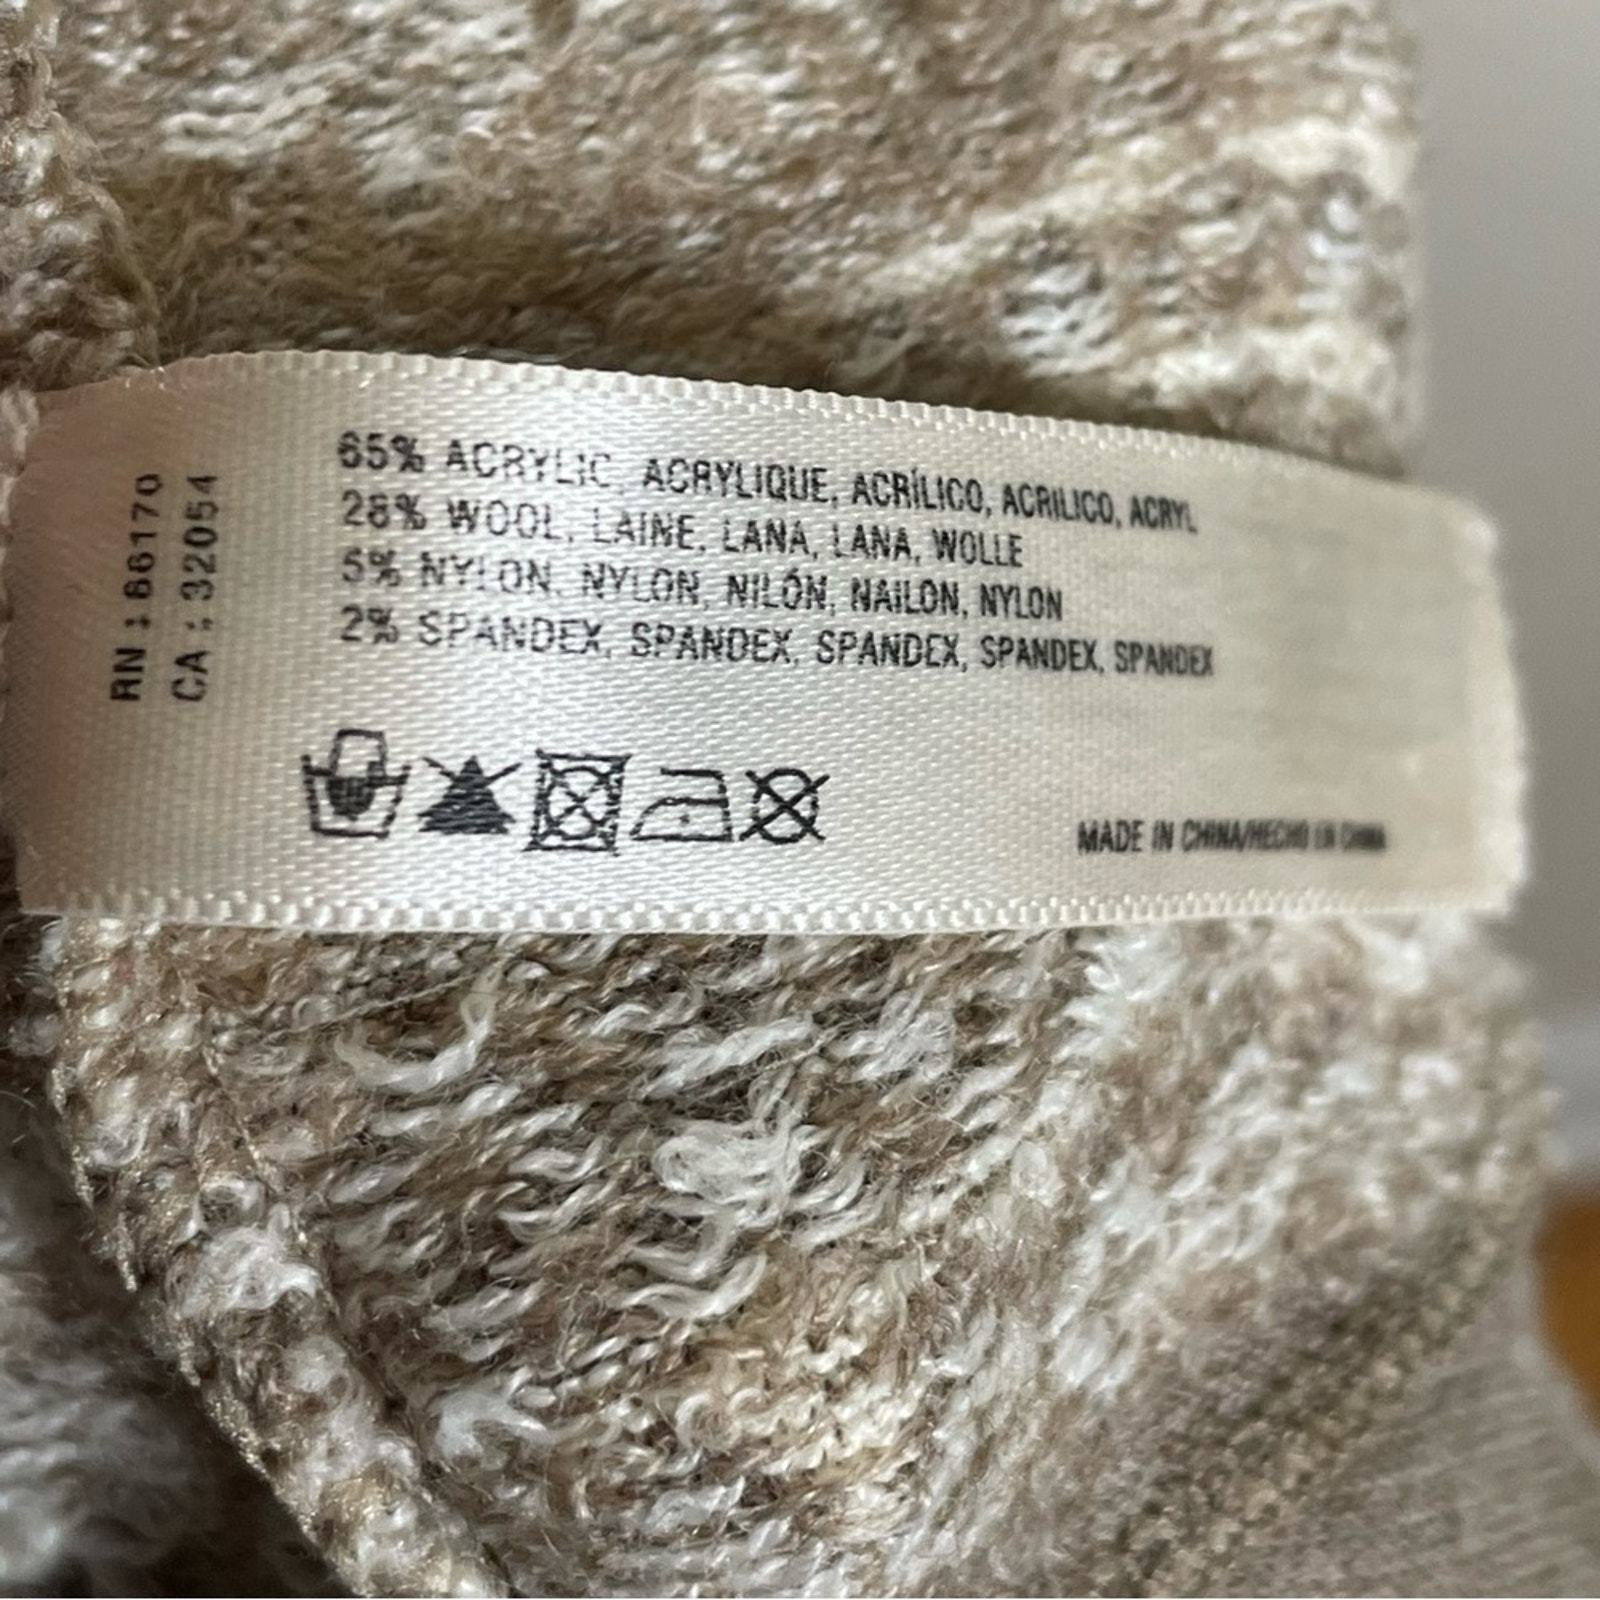 RN : 66170
CA : 32054
65% ACRYLIC, ACRYLIQUE, ACRÍLICO, ACRILICO, ACRYL
28% WOOL, LAINE, LANA, LANA, WOLLE
5% NYLON, NYLON, NILÓN, NAILON, NYLON
2% SPANDEX, SPANDEX, SPANDEX, SPANDEX, SPANDEX
MADE IN CHINA/HECHO EN CHINA